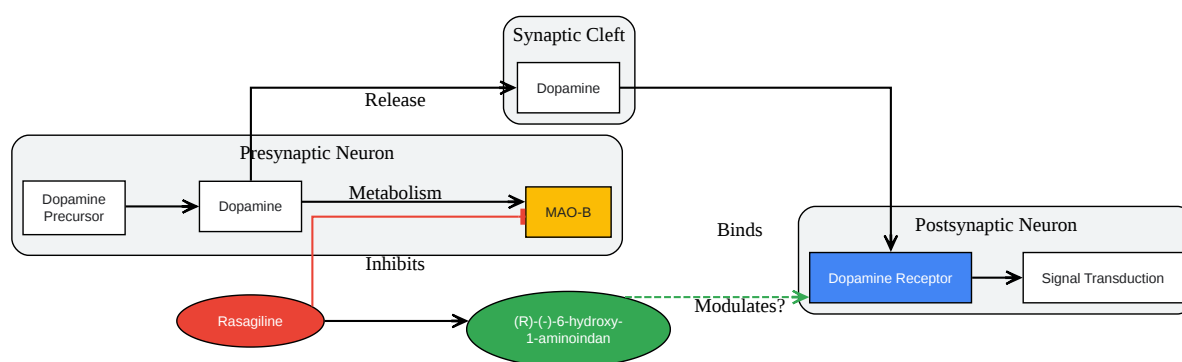 Synaptic Cleft
Dopamine
Release
Presynaptic Neuron
Dopamine
Precursor
Dopamine
Metabolism
MAO-B
Inhibits
Binds
Postsynaptic Neuron
Dopamine Receptor
Signal Transduction
Rasagiline
(R)-(-)-6-hydroxy-
1-aminoindan
Modulates?